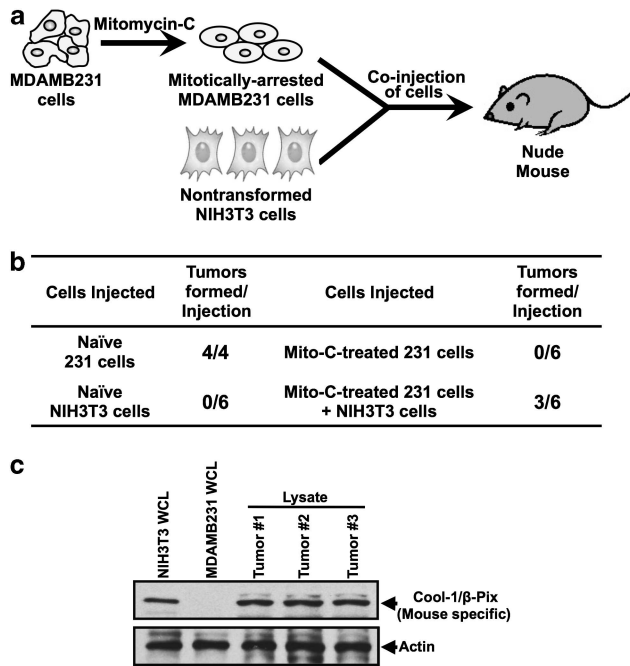 a
Mitomycin-C
MDAMB231
cells
Mitotically-arrested
MDAMB231 cells
Nontransformed
NIH3T3 cells
Co-injection
of cells
Nude
Mouse
b
Cells Injected
Tumors
formed/
Injection
Cells Injected
Tumors
formed/
Injection
Naïve
231 cells
4/4
Mito-C-treated 231 cells
0/6
Naïve
NIH3T3 cells
0/6
Mito-C-treated 231 cells
+ NIH3T3 cells
3/6
c
NIH3T3 WCL
MDAMB231 WCL
Lysate
Tumor #1
Tumor #2
Tumor #3
Cool-1/β-Pix
(Mouse specific)
Actin